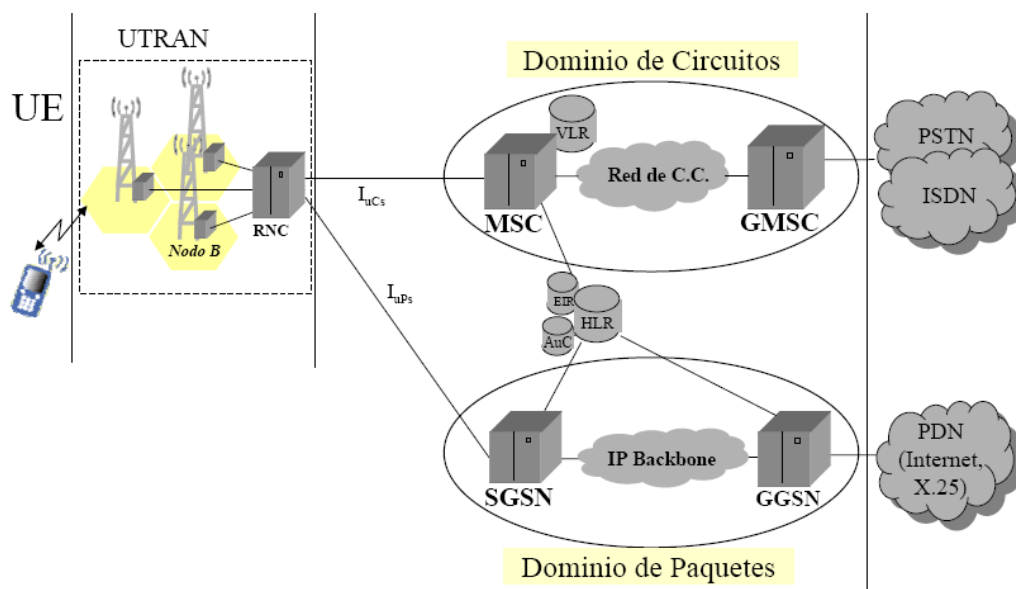 UTRAN
UE
Nodo B
RNC
IuCs
IuPs
Dominio de Circuitos
VLR
MSC
Red de C.C.
GMSC
PSTN
ISDN
EIR
HLR
AuC
SGSN
IP Backbone
GGSN
PDN
(Internet,
X.25)
Dominio de Paquetes